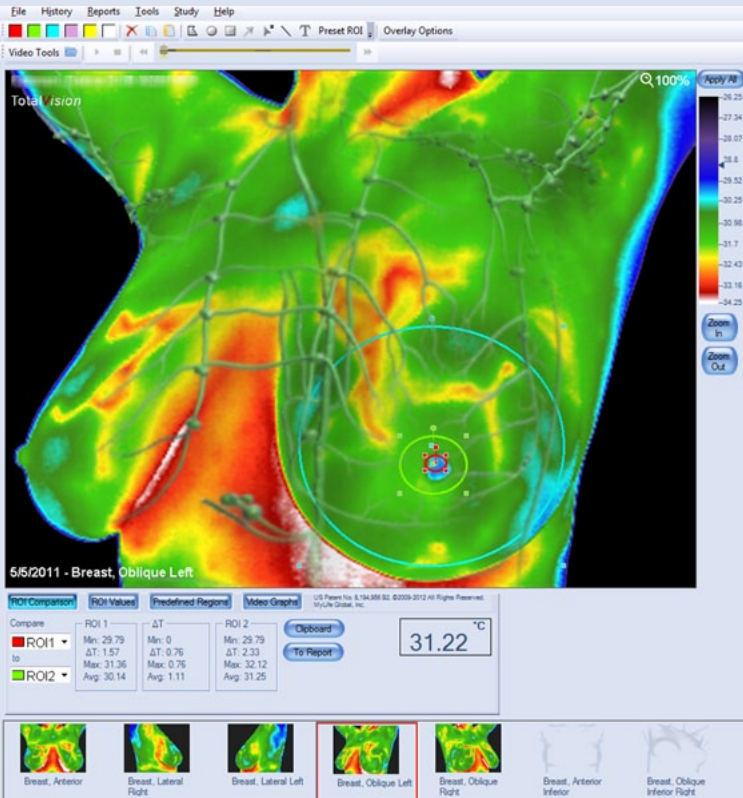 File History Reports Tools Study Help
Preset ROI Overlay Options
Video Tools
100%
Apply All
TotalVision
-26.25
-27.34
-28.07
-28.8
-29.52
-30.25
-30.98
-31.7
-32.43
-33.16
-34.25
Zoom In
Zoom Out
5/5/2011 - Breast, Oblique Left
ROI Comparison ROI Values Predefined Regions Video Graphs
US Patent No. 8,194,956 B2. ©2009-2012 All Rights Reserved.
MyLife Global, Inc.
Compare
ROI1
to
ROI2
ROI 1
Min: 29.79
ΔT: 1.57
Max: 31.36
Avg: 30.14
ΔT
Min: 0
ΔT: 0.76
Max: 0.76
Avg: 1.11
ROI 2
Min: 29.79
ΔT: 2.33
Max: 32.12
Avg: 31.25
Clipboard
To Report
31.22 °C
Breast, Anterior
Breast, Lateral
Right
Breast, Lateral Left
Breast, Oblique Left
Breast, Oblique
Right
Breast, Anterior
Inferior
Breast, Oblique
Inferior Right